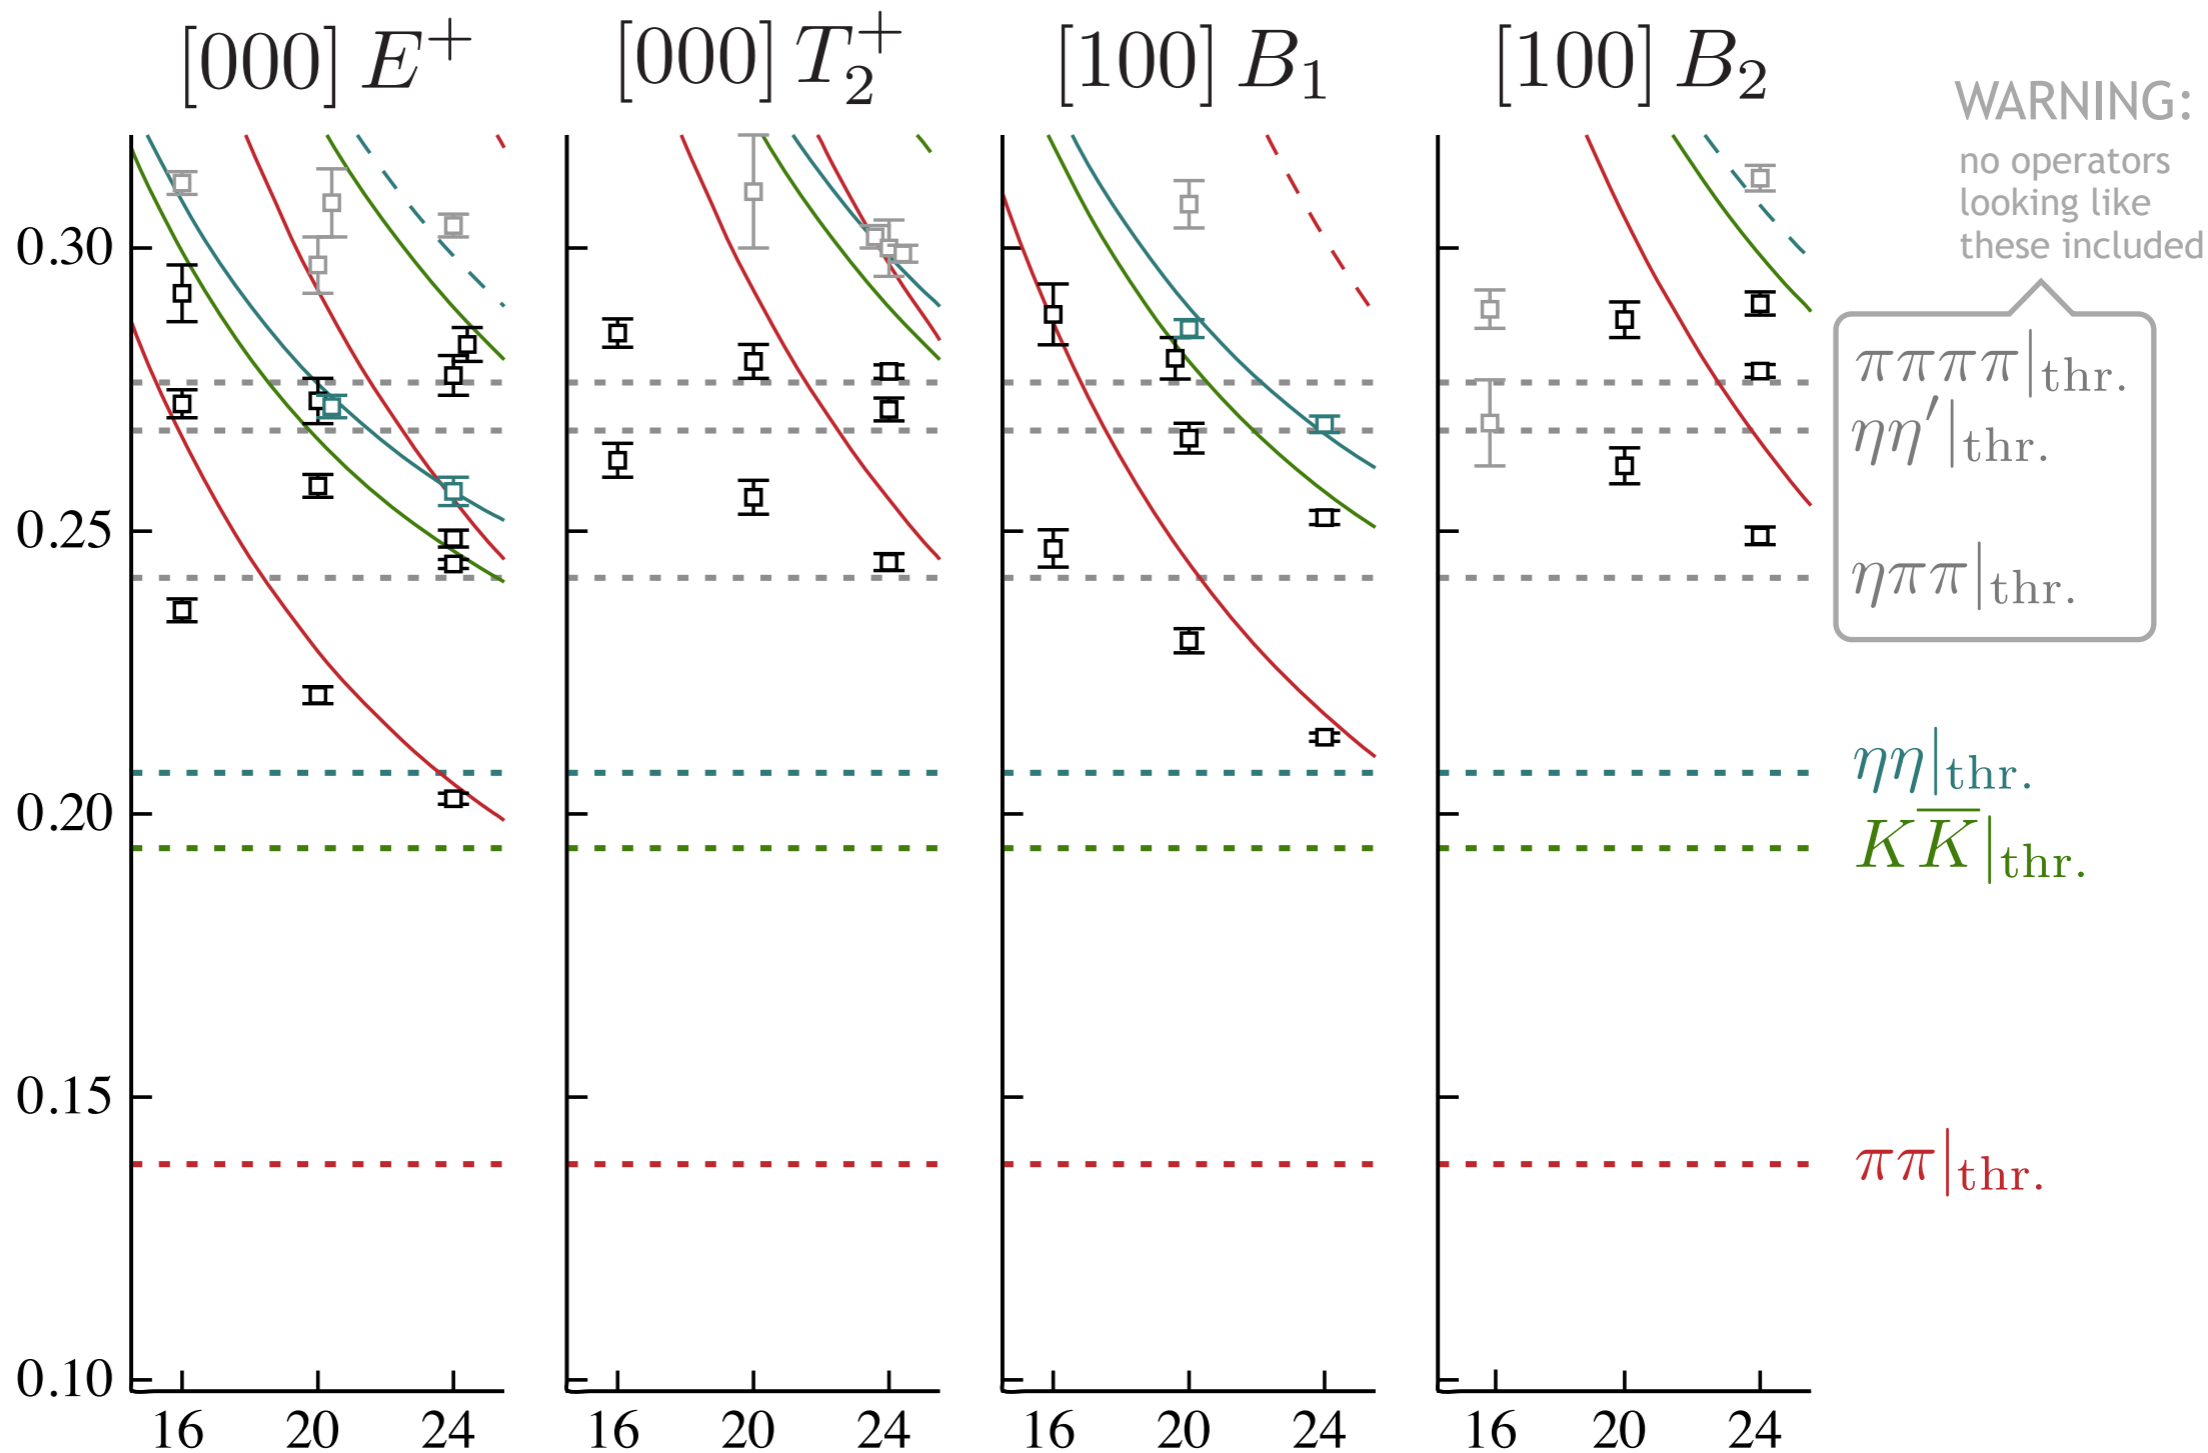 [000] E⁺ [000] T₂⁺ [100] B₁ [100] B₂
WARNING:
no operators
looking like
these included
ππππ|thr.
ηη′|thr.
ηππ|thr.
ηη|thr.
KK̅|thr.
ππ|thr.
0.30
0.25
0.20
0.15
0.10
16 20 24 16 20 24 16 20 24 16 20 24